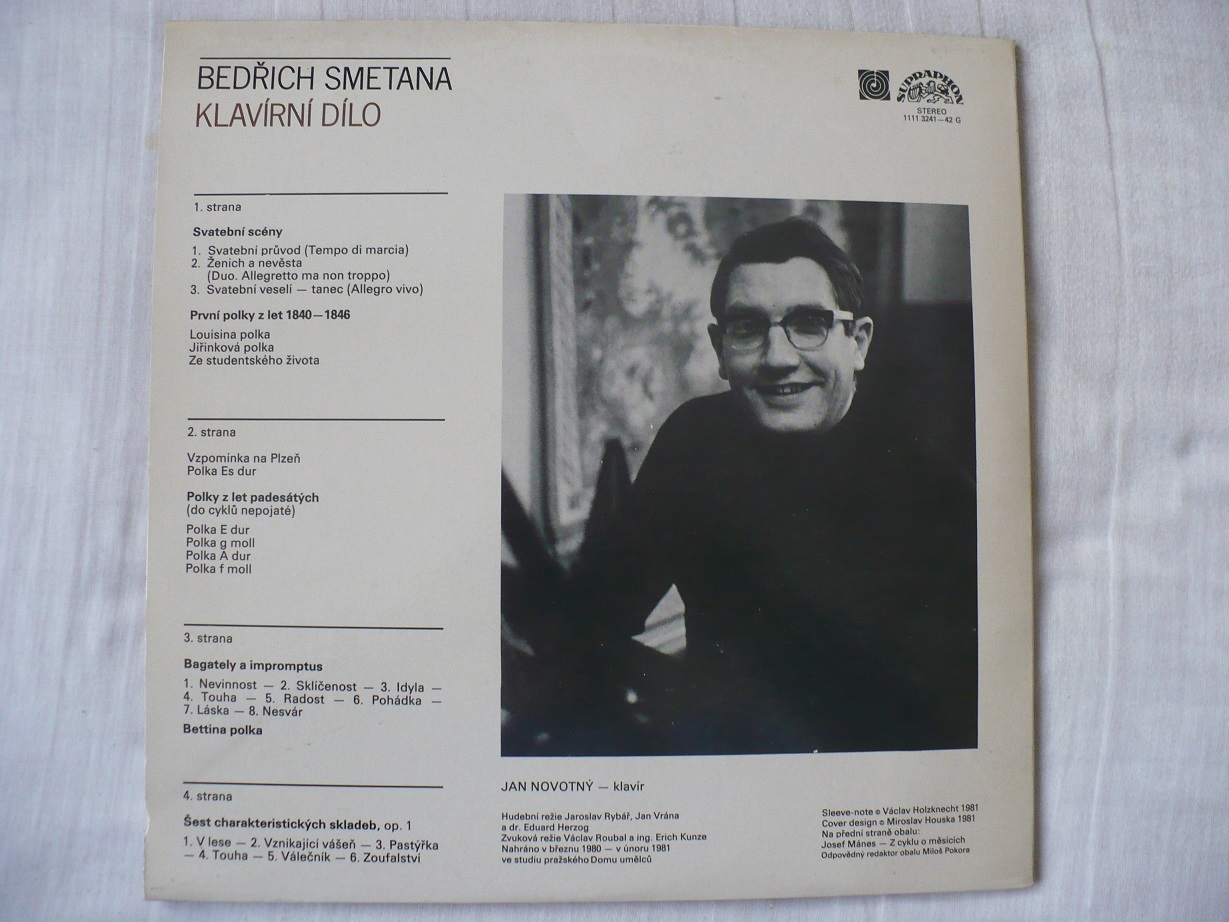 BEDŘICH SMETANA
KLAVÍRNÍ DÍLO
SUPRAPHON
STEREO
1111 3241—42 G
1. strana
Svatební scény
1. Svatební průvod (Tempo di marcia)
2. Ženich a nevěsta
(Duo. Allegretto ma non troppo)
3. Svatební veselí — tanec (Allegro vivo)
První polky z let 1840—1846
Louisina polka
Jiřinková polka
Ze studentského života
2. strana
Vzpomínka na Plzeň
Polka Es dur
Polky z let padesátých
(do cyklů nepojaté)
Polka E dur
Polka g moll
Polka A dur
Polka f moll
3. strana
Bagately a impromptus
1. Nevinnost — 2. Sklíčenost — 3. Idyla —
4. Touha — 5. Radost — 6. Pohádka —
7. Láska — 8. Nesvár
Bettina polka
4. strana
Šest charakteristických skladeb, op. 1
1. V lese — 2. Vznikající vášeň — 3. Pastýřka
— 4. Touha — 5. Válečník — 6. Zoufalství
JAN NOVOTNÝ — klavír
Hudební režie Jaroslav Rybář, Jan Vrána
a dr. Eduard Herzog
Zvuková režie Václav Roubal a ing. Erich Kunze
Nahráno v březnu 1980 — v únoru 1981
ve studiu pražského Domu umělců
Sleeve-note © Václav Holzknecht 1981
Cover design © Miroslav Houska 1981
Na přední straně obalu:
Josef Mánes — Z cyklu o měsících
Odpovědný redaktor obalu Miloš Pokora